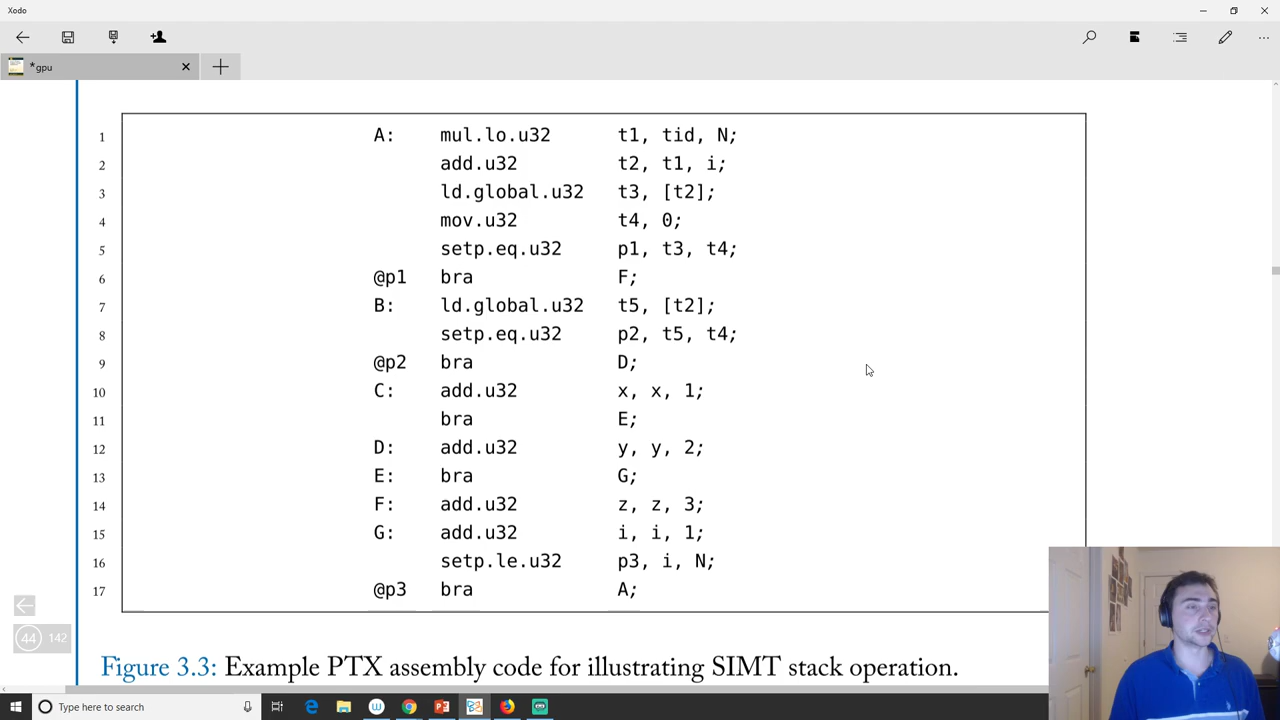 Xodo
*gpu
1 A: mul.lo.u32 t1, tid, N;
2 add.u32 t2, t1, i;
3 ld.global.u32 t3, [t2];
4 mov.u32 t4, 0;
5 setp.eq.u32 p1, t3, t4;
6 @p1 bra F;
7 B: ld.global.u32 t5, [t2];
8 setp.eq.u32 p2, t5, t4;
9 @p2 bra D;
10 C: add.u32 x, x, 1;
11 bra E;
12 D: add.u32 y, y, 2;
13 E: bra G;
14 F: add.u32 z, z, 3;
15 G: add.u32 i, i, 1;
16 setp.le.u32 p3, i, N;
17 @p3 bra A;
44 142
Figure 3.3: Example PTX assembly code for illustrating SIMT stack operation.
Type here to search